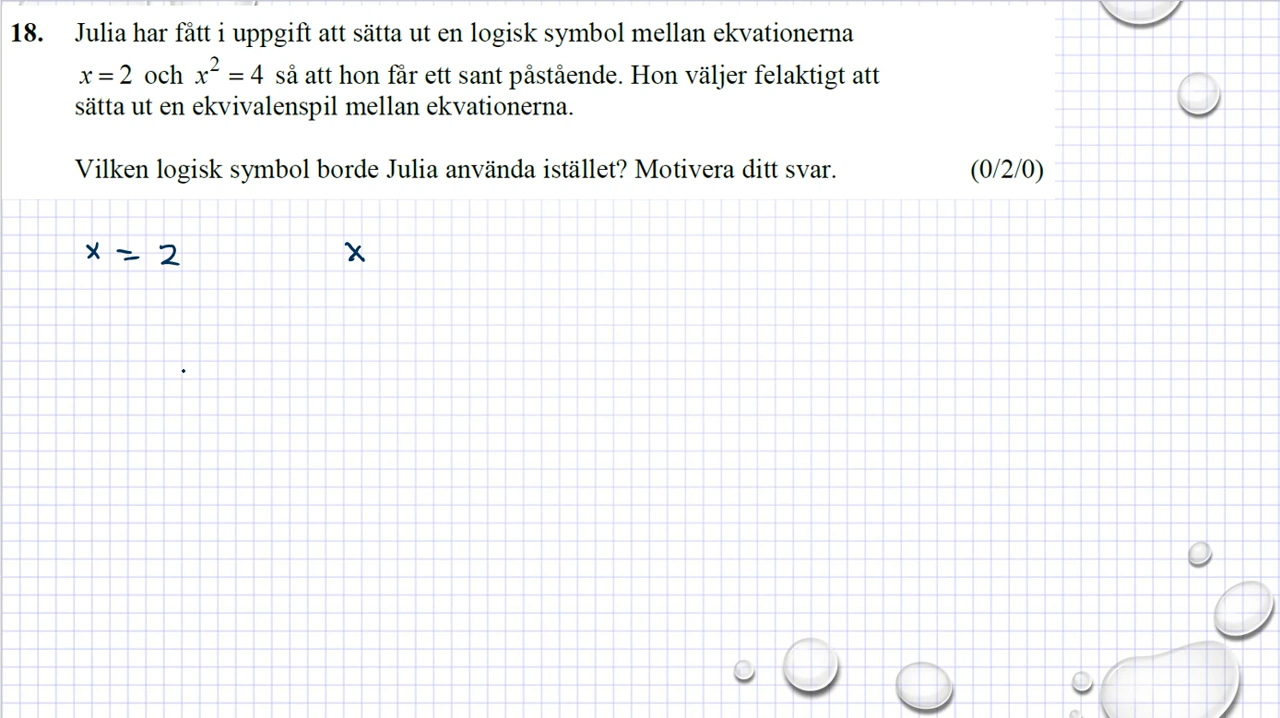 18. Julia har fått i uppgift att sätta ut en logisk symbol mellan ekvationerna
x = 2 och x² = 4 så att hon får ett sant påstående. Hon väljer felaktigt att
sätta ut en ekvivalenspil mellan ekvationerna.
Vilken logisk symbol borde Julia använda istället? Motivera ditt svar. (0/2/0)
x = 2 x